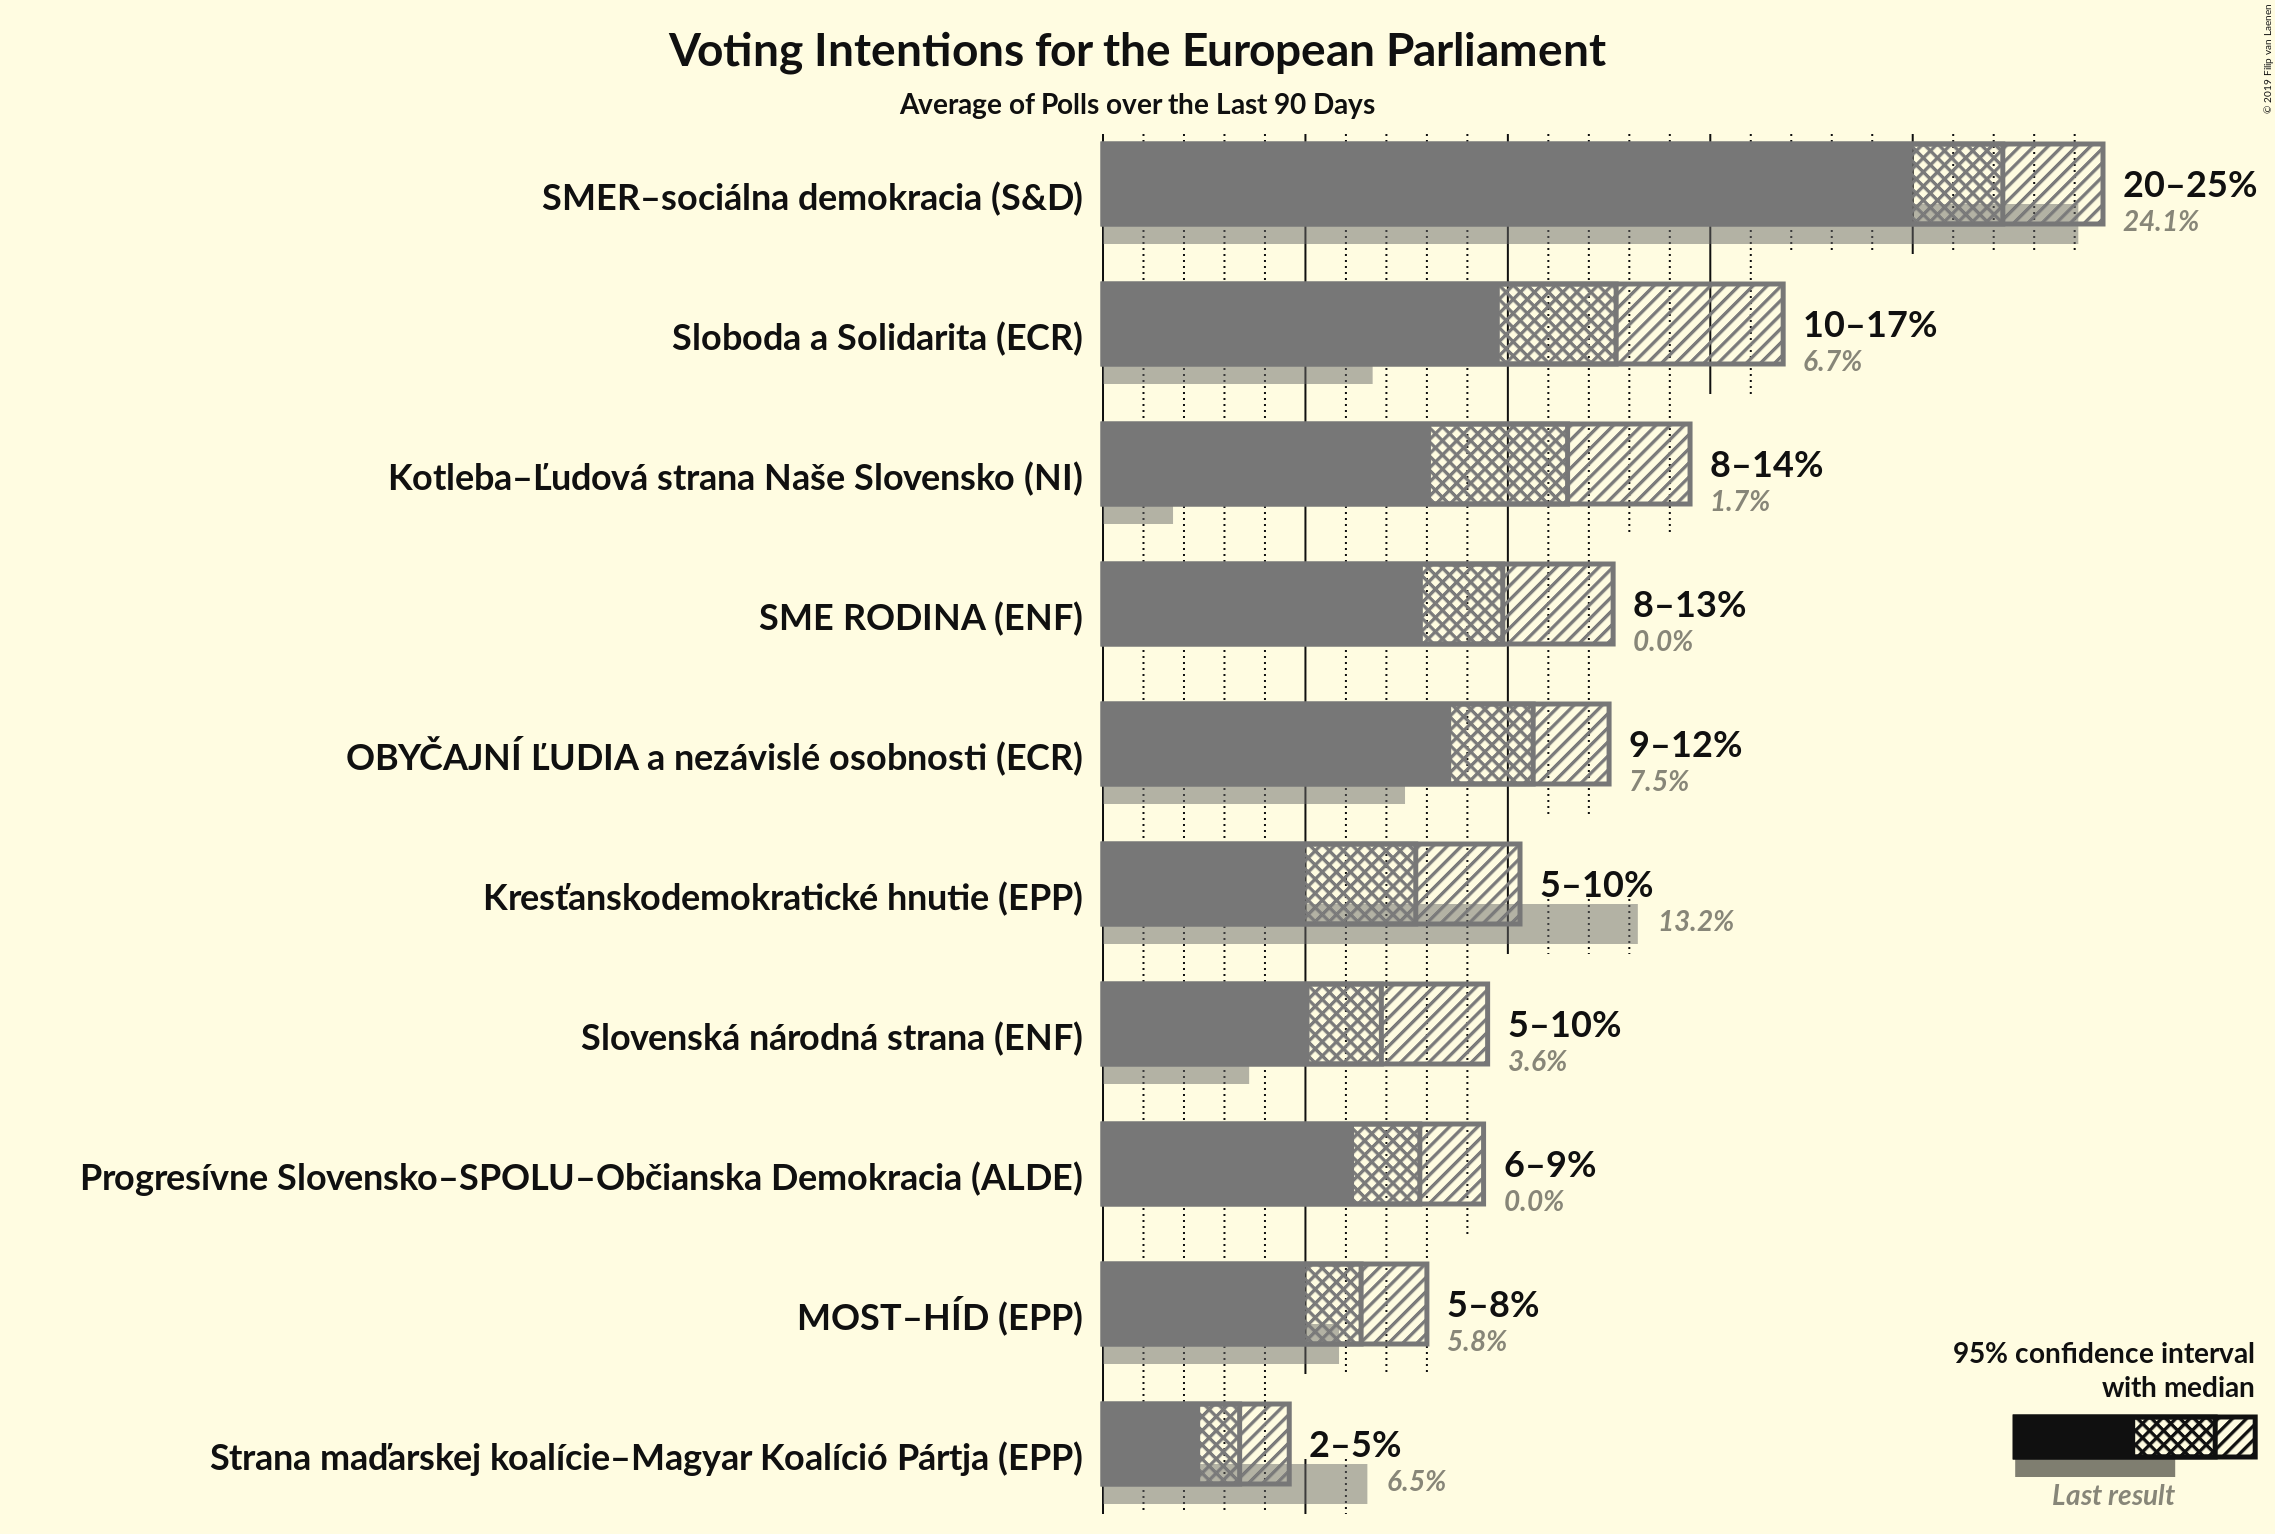 © 2019 Filip van Laenen
Voting Intentions for the European Parliament
Average of Polls over the Last 90 Days
SMER–sociálna demokracia (S&D)
20–25%
24.1%
Sloboda a Solidarita (ECR)
10–17%
6.7%
Kotleba–Ľudová strana Naše Slovensko (NI)
8–14%
1.7%
SME RODINA (ENF)
8–13%
0.0%
OBYČAJNÍ ĽUDIA a nezávislé osobnosti (ECR)
9–12%
7.5%
Kresťanskodemokratické hnutie (EPP)
5–10%
13.2%
Slovenská národná strana (ENF)
5–10%
3.6%
Progresívne Slovensko–SPOLU–Občianska Demokracia (ALDE)
6–9%
0.0%
MOST–HÍD (EPP)
5–8%
5.8%
Strana maďarskej koalície–Magyar Koalíció Pártja (EPP)
2–5%
6.5%
95% confidence interval
with median
Last result